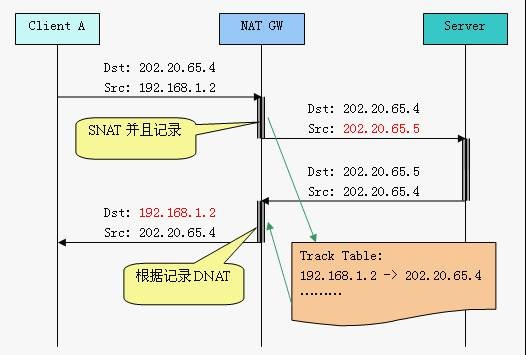 Client A
NAT GW
Server
Dst: 202.20.65.4
Src: 192.168.1.2
SNAT 并且记录
Dst: 202.20.65.4
Src: 202.20.65.5
Dst: 202.20.65.5
Src: 202.20.65.4
Dst: 192.168.1.2
Src: 202.20.65.4
根据记录DNAT
Track Table:
192.168.1.2 -> 202.20.65.4
………